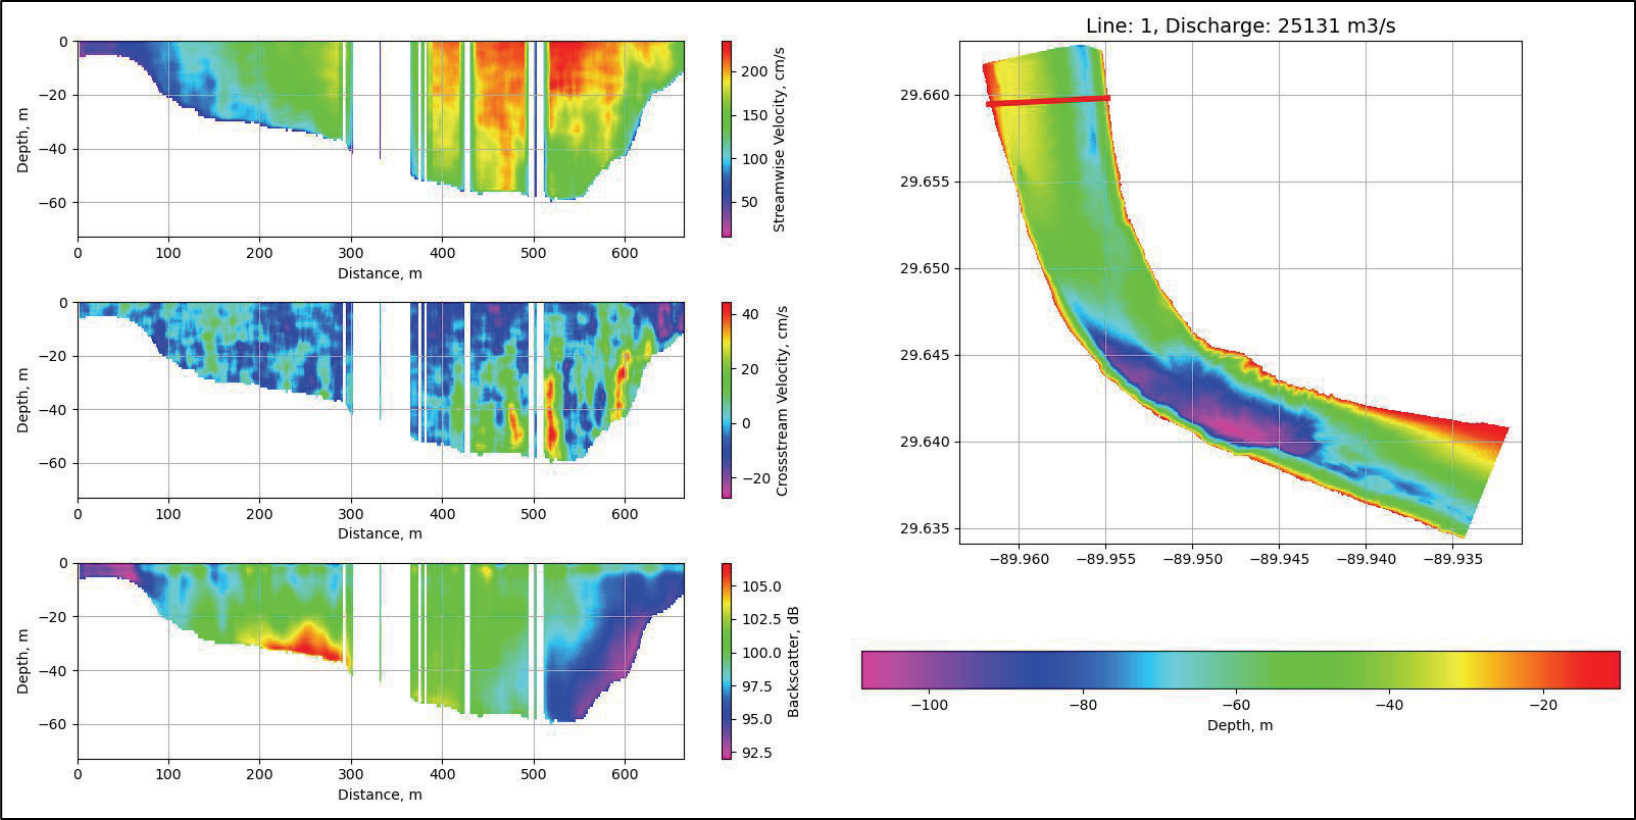 0
−20
−40
−60
Depth, m
0 100 200 300 400 500 600
Distance, m
200
150
100
50
Streamwise Velocity, cm/s
0
−20
−40
−60
Depth, m
0 100 200 300 400 500 600
Distance, m
40
20
0
−20
Crossstream Velocity, cm/s
0
−20
−40
−60
Depth, m
0 100 200 300 400 500 600
Distance, m
105.0
102.5
100.0
97.5
95.0
92.5
Backscatter, dB
Line: 1, Discharge: 25131 m3/s
29.660
29.655
29.650
29.645
29.640
29.635
−89.960 −89.955 −89.950 −89.945 −89.940 −89.935
−100 −80 −60 −40 −20
Depth, m